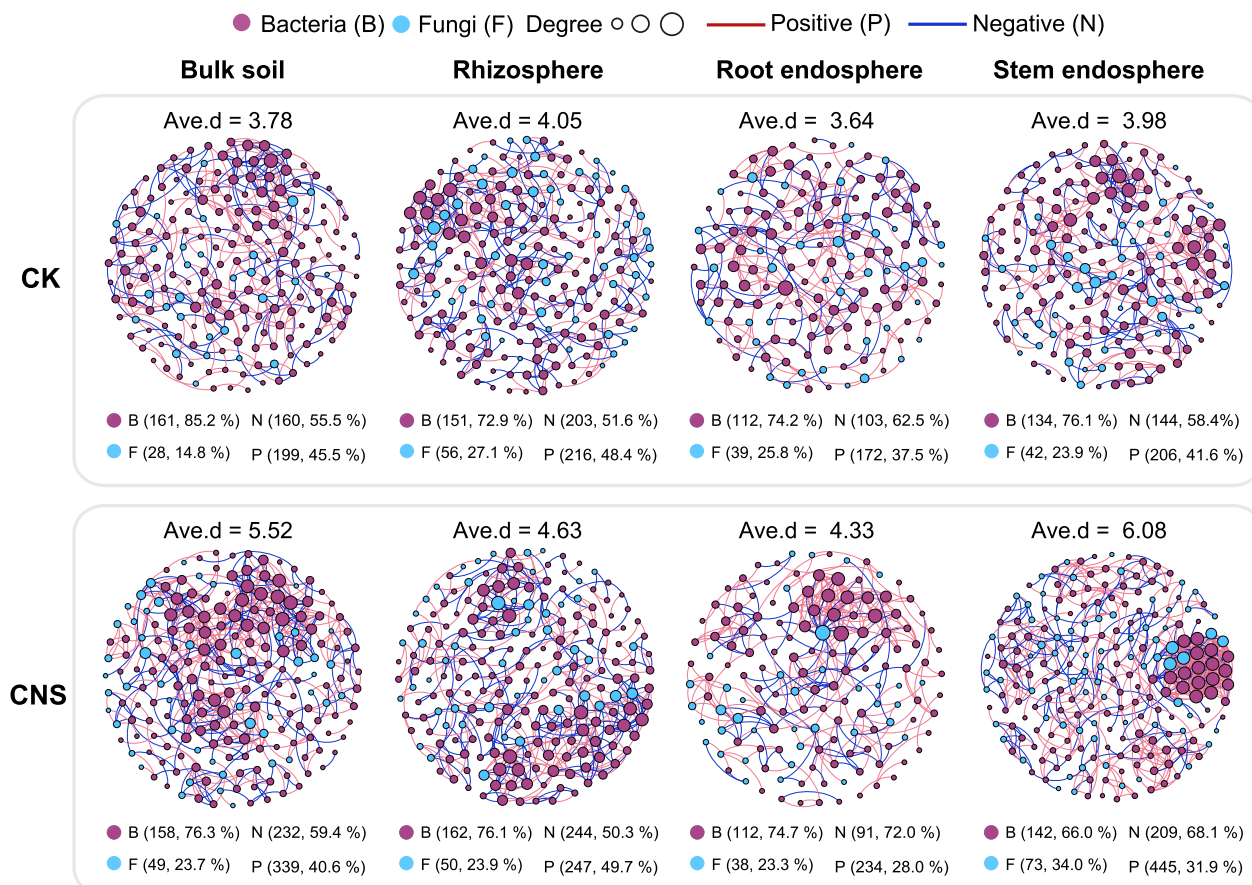 Bacteria (B) Fungi (F) Degree Positive (P) Negative (N)
Bulk soil Rhizosphere Root endosphere Stem endosphere
Ave.d = 3.78 Ave.d = 4.05 Ave.d = 3.64 Ave.d = 3.98
CK
B (161, 85.2 %) N (160, 55.5 %) B (151, 72.9 %) N (203, 51.6 %) B (112, 74.2 %) N (103, 62.5 %) B (134, 76.1 %) N (144, 58.4%)
F (28, 14.8 %) P (199, 45.5 %) F (56, 27.1 %) P (216, 48.4 %) F (39, 25.8 %) P (172, 37.5 %) F (42, 23.9 %) P (206, 41.6 %)
Ave.d = 5.52 Ave.d = 4.63 Ave.d = 4.33 Ave.d = 6.08
CNS
B (158, 76.3 %) N (232, 59.4 %) B (162, 76.1 %) N (244, 50.3 %) B (112, 74.7 %) N (91, 72.0 %) B (142, 66.0 %) N (209, 68.1 %)
F (49, 23.7 %) P (339, 40.6 %) F (50, 23.9 %) P (247, 49.7 %) F (38, 23.3 %) P (234, 28.0 %) F (73, 34.0 %) P (445, 31.9 %)